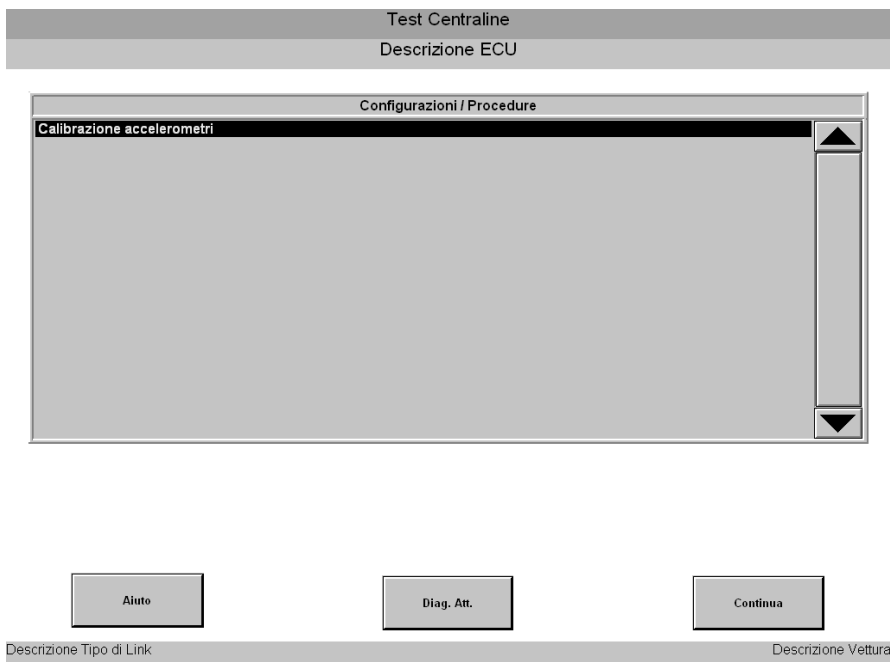 Test Centraline
Descrizione ECU
Configurazioni / Procedure
Calibrazione accelerometri
Aiuto
Diag. Att.
Continua
Descrizione Tipo di Link
Descrizione Vettura